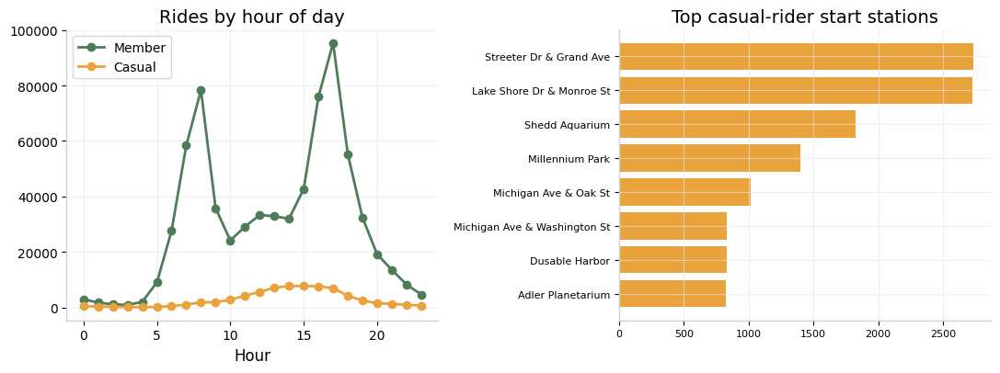 Rides by hour of day
100000
80000
60000
40000
20000
0
Member
Casual
0 5 10 15 20
Hour
Top casual-rider start stations
Streeter Dr & Grand Ave
Lake Shore Dr & Monroe St
Shedd Aquarium
Millennium Park
Michigan Ave & Oak St
Michigan Ave & Washington St
Dusable Harbor
Adler Planetarium
0 500 1000 1500 2000 2500